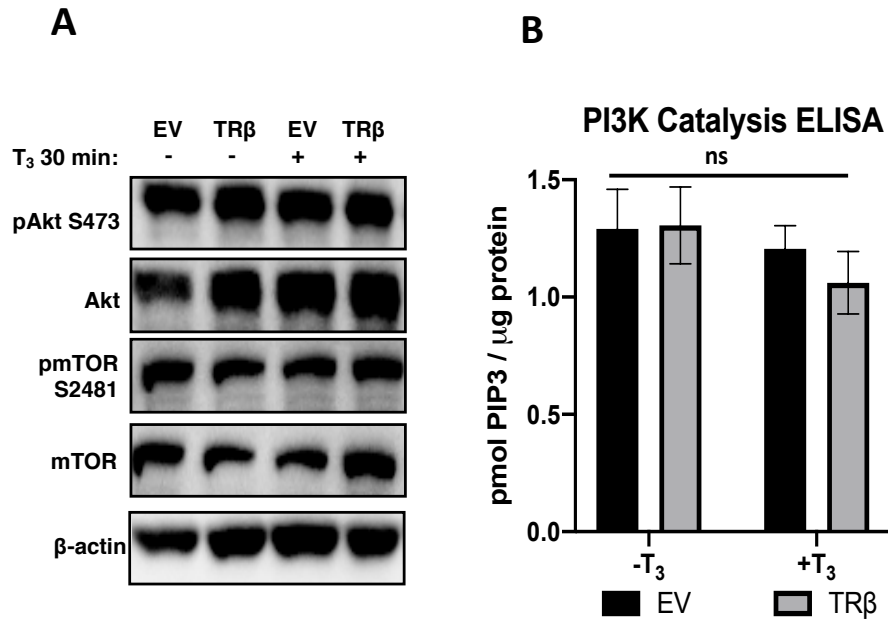 A
EV TRβ EV TRβ
T₃ 30 min: - - + +
pAkt S473
Akt
pmTOR
S2481
mTOR
β-actin
B
PI3K Catalysis ELISA
ns
pmol PIP3 / μg protein
1.5
1.0
0.5
0.0
-T₃ +T₃
EV TRβ